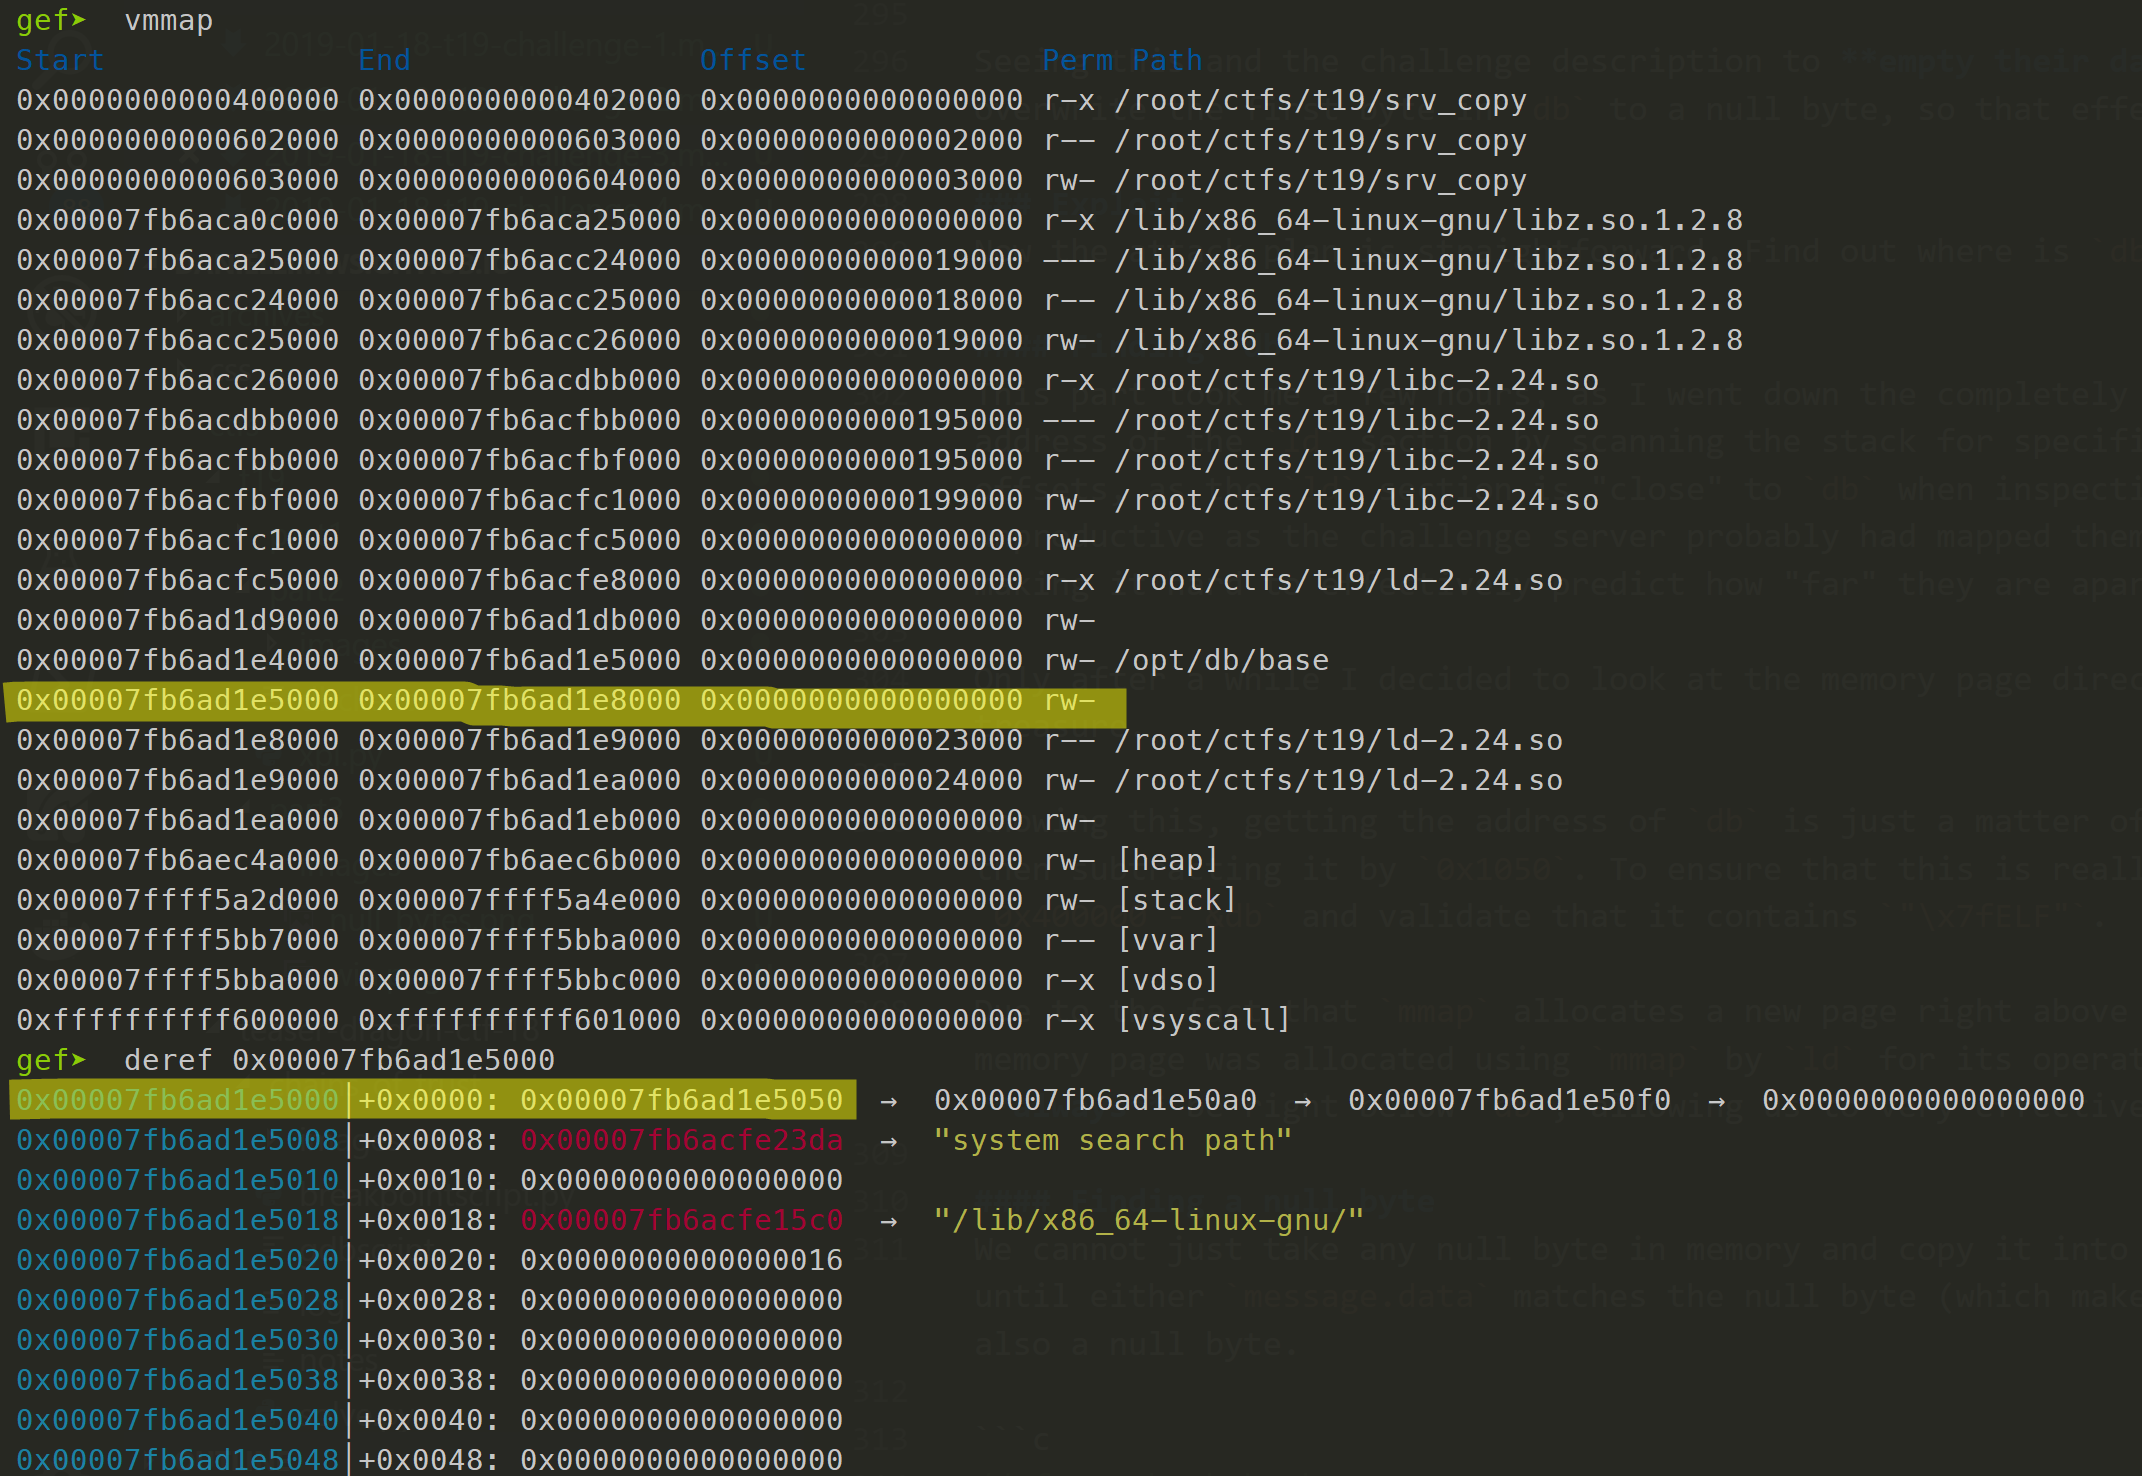 gef➤  vmmap
Start End Offset Perm Path
0x0000000000400000 0x0000000000402000 0x0000000000000000 r-x /root/ctfs/t19/srv_copy
0x0000000000602000 0x0000000000603000 0x0000000000002000 r-- /root/ctfs/t19/srv_copy
0x0000000000603000 0x0000000000604000 0x0000000000003000 rw- /root/ctfs/t19/srv_copy
0x00007fb6aca0c000 0x00007fb6aca25000 0x0000000000000000 r-x /lib/x86_64-linux-gnu/libz.so.1.2.8
0x00007fb6aca25000 0x00007fb6acc24000 0x0000000000019000 --- /lib/x86_64-linux-gnu/libz.so.1.2.8
0x00007fb6acc24000 0x00007fb6acc25000 0x0000000000018000 r-- /lib/x86_64-linux-gnu/libz.so.1.2.8
0x00007fb6acc25000 0x00007fb6acc26000 0x0000000000019000 rw- /lib/x86_64-linux-gnu/libz.so.1.2.8
0x00007fb6acc26000 0x00007fb6acdbb000 0x0000000000000000 r-x /root/ctfs/t19/libc-2.24.so
0x00007fb6acdbb000 0x00007fb6acfbb000 0x0000000000195000 --- /root/ctfs/t19/libc-2.24.so
0x00007fb6acfbb000 0x00007fb6acfbf000 0x0000000000195000 r-- /root/ctfs/t19/libc-2.24.so
0x00007fb6acfbf000 0x00007fb6acfc1000 0x0000000000199000 rw- /root/ctfs/t19/libc-2.24.so
0x00007fb6acfc1000 0x00007fb6acfc5000 0x0000000000000000 rw-
0x00007fb6acfc5000 0x00007fb6acfe8000 0x0000000000000000 r-x /root/ctfs/t19/ld-2.24.so
0x00007fb6ad1d9000 0x00007fb6ad1db000 0x0000000000000000 rw-
0x00007fb6ad1e4000 0x00007fb6ad1e5000 0x0000000000000000 rw- /opt/db/base
0x00007fb6ad1e5000 0x00007fb6ad1e8000 0x0000000000000000 rw-
0x00007fb6ad1e8000 0x00007fb6ad1e9000 0x0000000000023000 r-- /root/ctfs/t19/ld-2.24.so
0x00007fb6ad1e9000 0x00007fb6ad1ea000 0x0000000000024000 rw- /root/ctfs/t19/ld-2.24.so
0x00007fb6ad1ea000 0x00007fb6ad1eb000 0x0000000000000000 rw-
0x00007fb6aec4a000 0x00007fb6aec6b000 0x0000000000000000 rw- [heap]
0x00007ffff5a2d000 0x00007ffff5a4e000 0x0000000000000000 rw- [stack]
0x00007ffff5bb7000 0x00007ffff5bba000 0x0000000000000000 r-- [vvar]
0x00007ffff5bba000 0x00007ffff5bbc000 0x0000000000000000 r-x [vdso]
0xffffffffff600000 0xffffffffff601000 0x0000000000000000 r-x [vsyscall]
gef➤  deref 0x00007fb6ad1e5000
0x00007fb6ad1e5000│+0x0000: 0x00007fb6ad1e5050 → 0x00007fb6ad1e50a0 → 0x00007fb6ad1e50f0 → 0x0000000000000000
0x00007fb6ad1e5008│+0x0008: 0x00007fb6acfe23da → "system search path"
0x00007fb6ad1e5010│+0x0010: 0x0000000000000000
0x00007fb6ad1e5018│+0x0018: 0x00007fb6acfe15c0 → "/lib/x86_64-linux-gnu/"
0x00007fb6ad1e5020│+0x0020: 0x0000000000000016
0x00007fb6ad1e5028│+0x0028: 0x0000000000000000
0x00007fb6ad1e5030│+0x0030: 0x0000000000000000
0x00007fb6ad1e5038│+0x0038: 0x0000000000000000
0x00007fb6ad1e5040│+0x0040: 0x0000000000000000
0x00007fb6ad1e5048│+0x0048: 0x0000000000000000